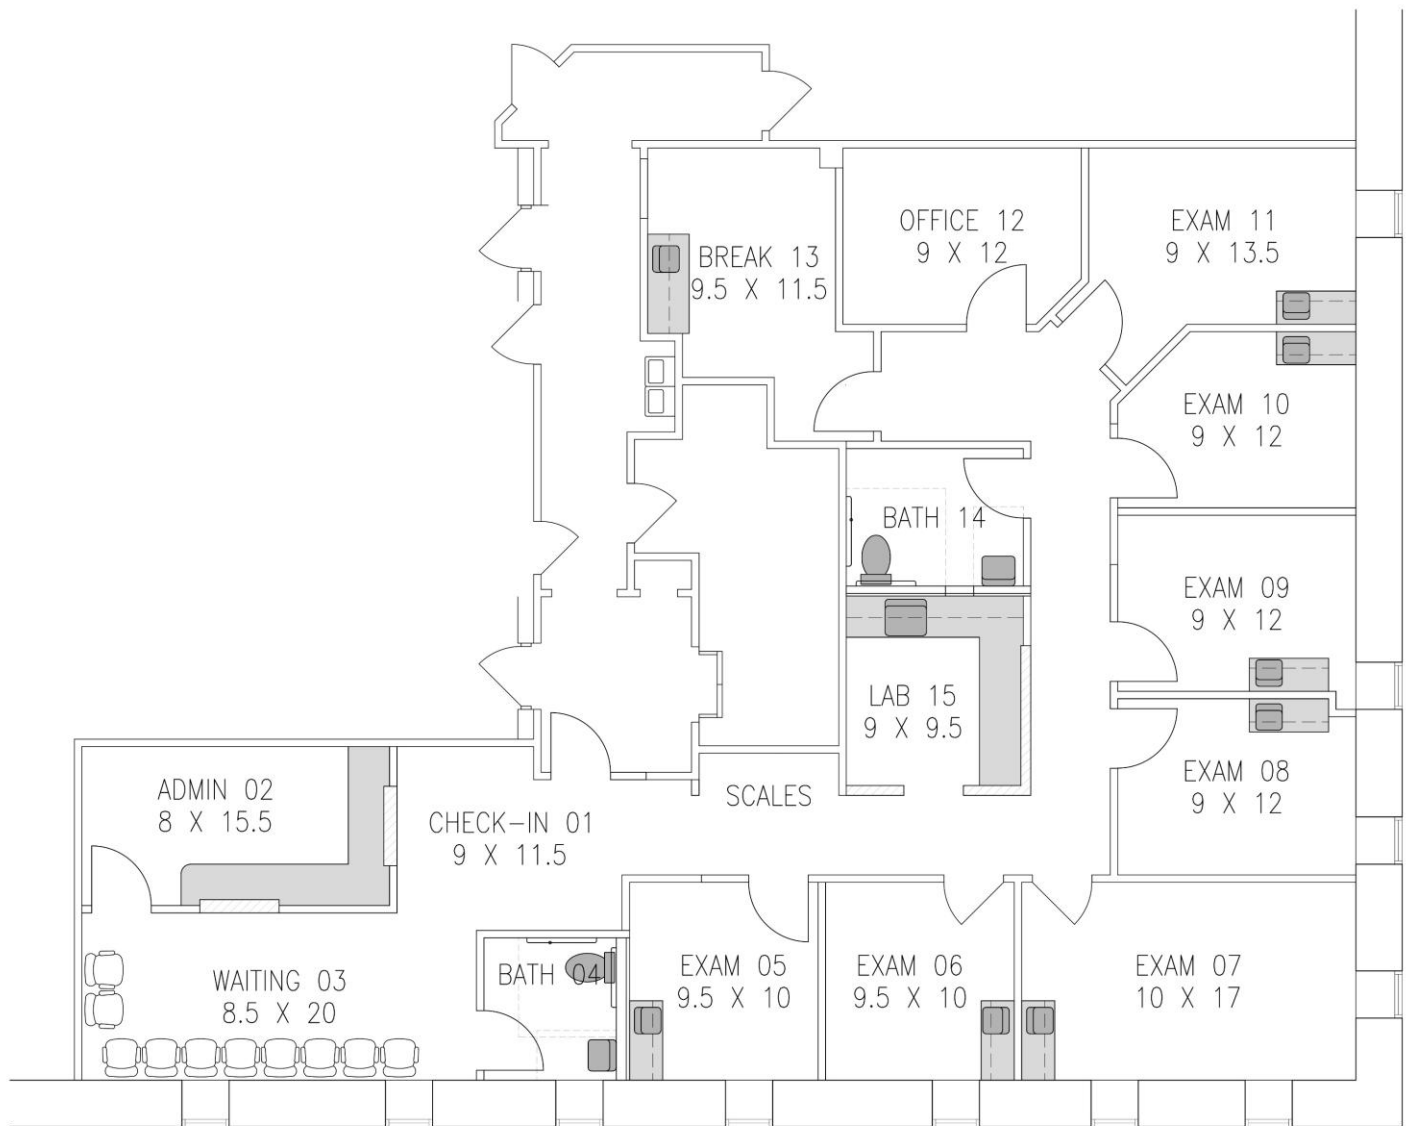 OFFICE 12
9 X 12
EXAM 11
9 X 13.5
BREAK 13
9.5 X 11.5
EXAM 10
9 X 12
BATH 14
EXAM 09
9 X 12
LAB 15
9 X 9.5
EXAM 08
9 X 12
ADMIN 02
8 X 15.5
SCALES
CHECK-IN 01
9 X 11.5
WAITING 03
8.5 X 20
BATH 04
EXAM 05
9.5 X 10
EXAM 06
9.5 X 10
EXAM 07
10 X 17